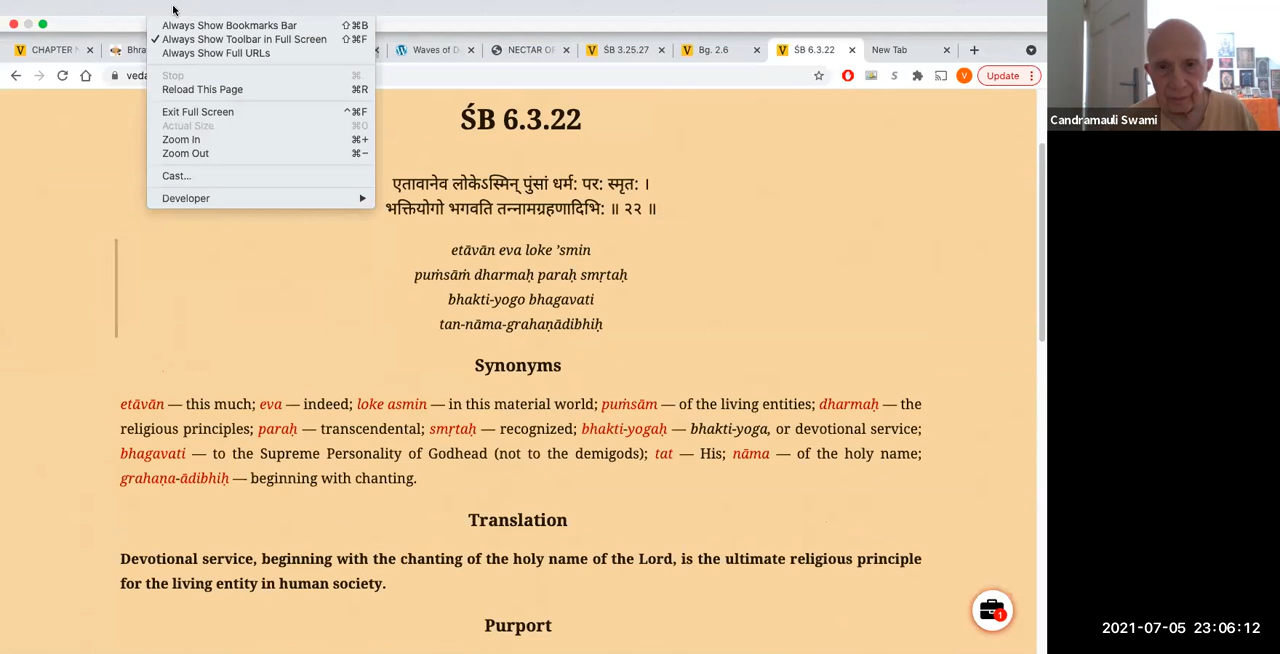 Always Show Bookmarks Bar ⇧⌘B
✓ Always Show Toolbar in Full Screen ⇧⌘F
Always Show Full URLs
Stop ⌘.
Reload This Page ⌘R
Exit Full Screen ^⌘F
Actual Size ⌘0
Zoom In ⌘+
Zoom Out ⌘−
Cast...
Developer
CHAPTER
Bhra
Waves of D
NECTAR OF
ŚB 3.25.27
Bg. 2.6
ŚB 6.3.22
New Tab
veda
V
Update
Candramauli Swami
ŚB 6.3.22
एतावानेव लोकेऽस्मिन् पुंसां धर्म: पर: स्मृत: ।
भक्तियोगो भगवति तन्नामग्रहणादिभि: ॥ २२ ॥
etāvān eva loke ’smin
puṁsāṁ dharmaḥ paraḥ smṛtaḥ
bhakti-yogo bhagavati
tan-nāma-grahaṇādibhiḥ
Synonyms
etāvān — this much; eva — indeed; loke asmin — in this material world; puṁsām — of the living entities; dharmaḥ — the
religious principles; paraḥ — transcendental; smṛtaḥ — recognized; bhakti-yogaḥ — bhakti-yoga, or devotional service;
bhagavati — to the Supreme Personality of Godhead (not to the demigods); tat — His; nāma — of the holy name;
grahaṇa-ādibhiḥ — beginning with chanting.
Translation
Devotional service, beginning with the chanting of the holy name of the Lord, is the ultimate religious principle
for the living entity in human society.
Purport
1
2021-07-05 23:06:12